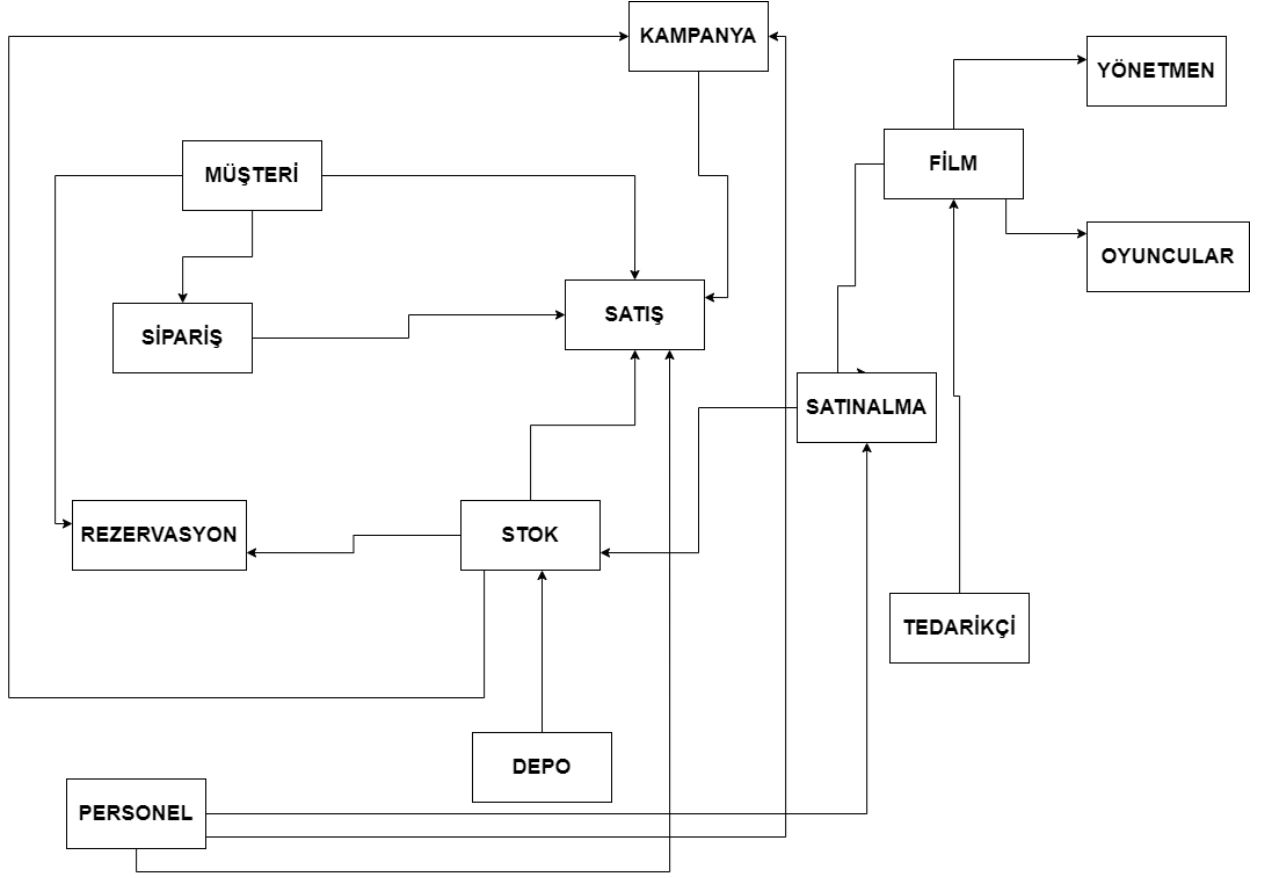 KAMPANYA
YÖNETMEN
FİLM
MÜŞTERİ
OYUNCULAR
SATIŞ
SİPARİŞ
SATINALMA
REZERVASYON
STOK
TEDARİKÇİ
DEPO
PERSONEL